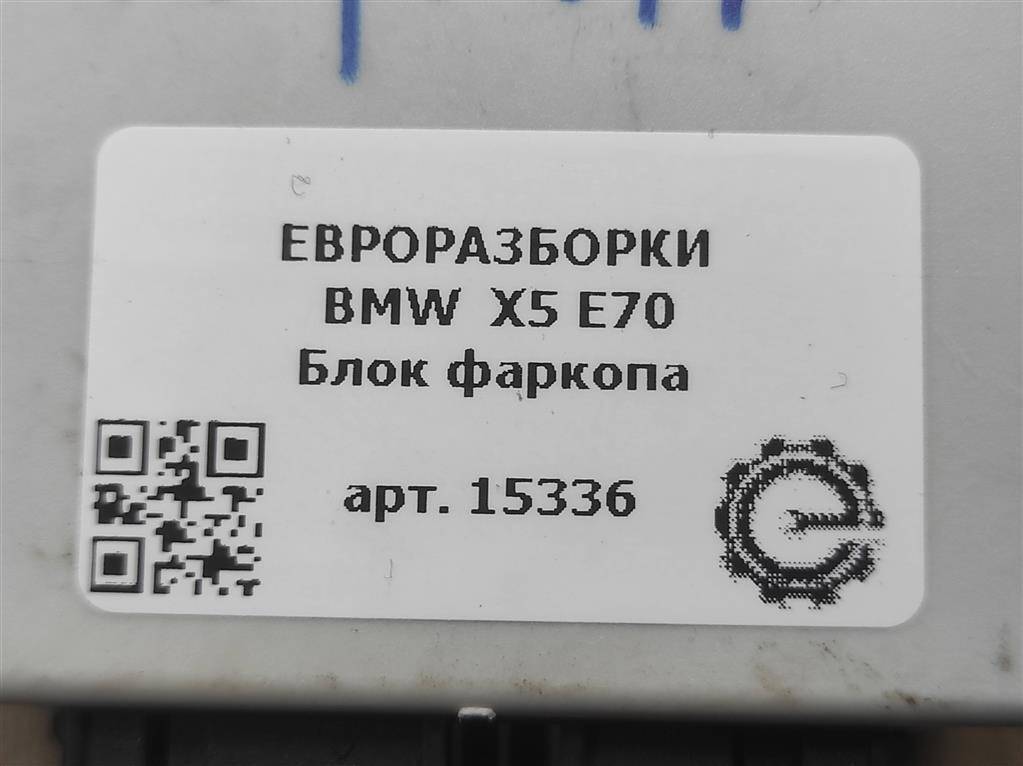 ЕВРОРАЗБОРКИ
BMW X5 E70
Блок фаркопа
арт. 15336